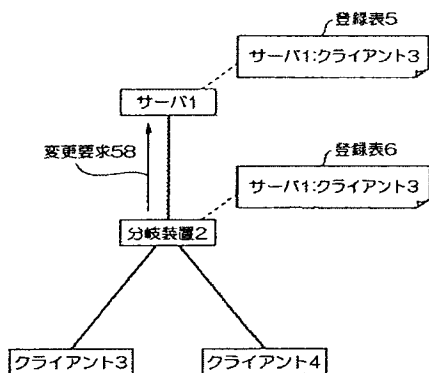 登録表5
サーバ1:クライアント3
サーバ1
変更要求58
登録表6
サーバ1:クライアント3
分岐装置2
クライアント3
クライアント4